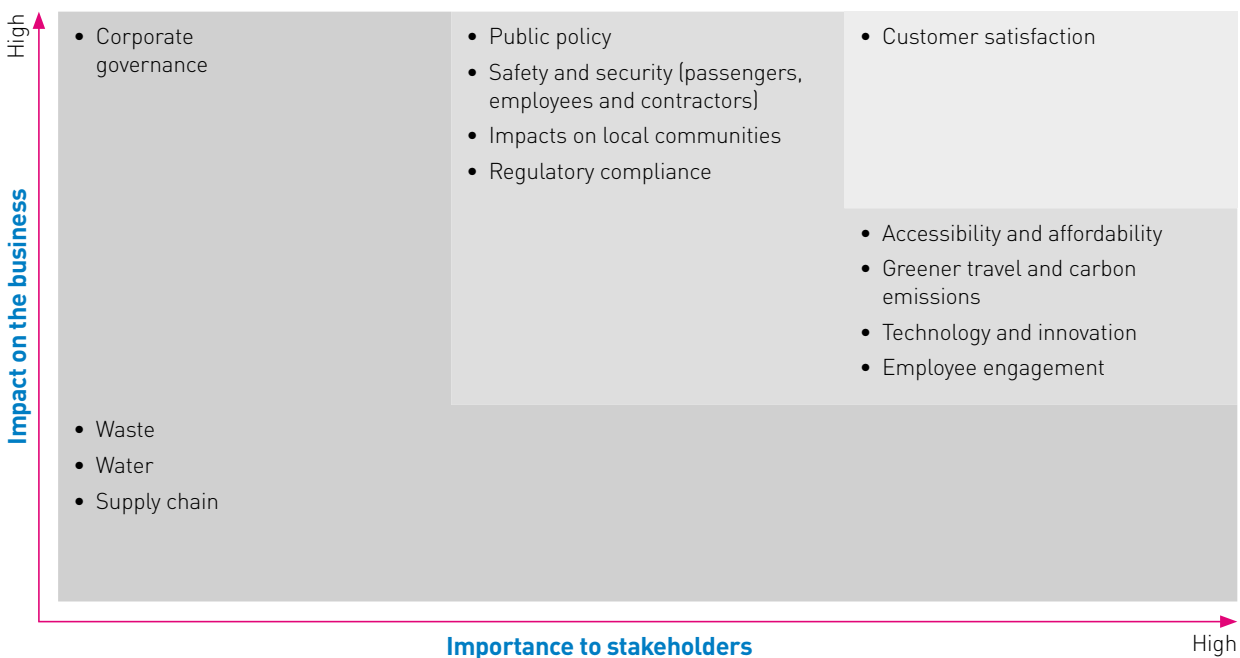 High
Impact on the business
• Corporate
governance
• Public policy
• Safety and security (passengers,
employees and contractors)
• Impacts on local communities
• Regulatory compliance
• Customer satisfaction
• Accessibility and affordability
• Greener travel and carbon
emissions
• Technology and innovation
• Employee engagement
• Waste
• Water
• Supply chain
Importance to stakeholders
High